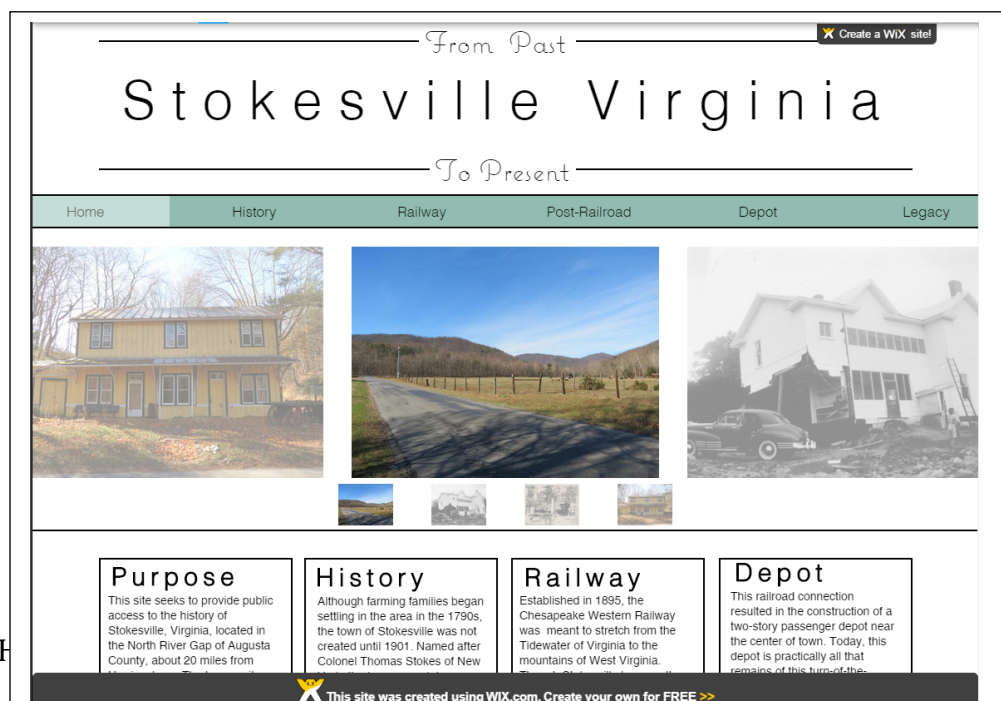 From Past
Create a WiX site!
Stokesville Virginia
To Present
Home History Railway Post-Railroad Depot Legacy
Purpose
This site seeks to provide public
access to the history of
Stokesville, Virginia, located in
the North River Gap of Augusta
County, about 20 miles from
History
Although farming families began
settling in the area in the 1790s,
the town of Stokesville was not
created until 1901. Named after
Colonel Thomas Stokes of New
Railway
Established in 1895, the
Chesapeake Western Railway
was meant to stretch from the
Tidewater of Virginia to the
mountains of West Virginia.
Depot
This railroad connection
resulted in the construction of a
two-story passenger depot near
the center of town. Today, this
depot is practically all that
remains of this turn-of-the-
This site was created using WIX.com. Create your own for FREE >>